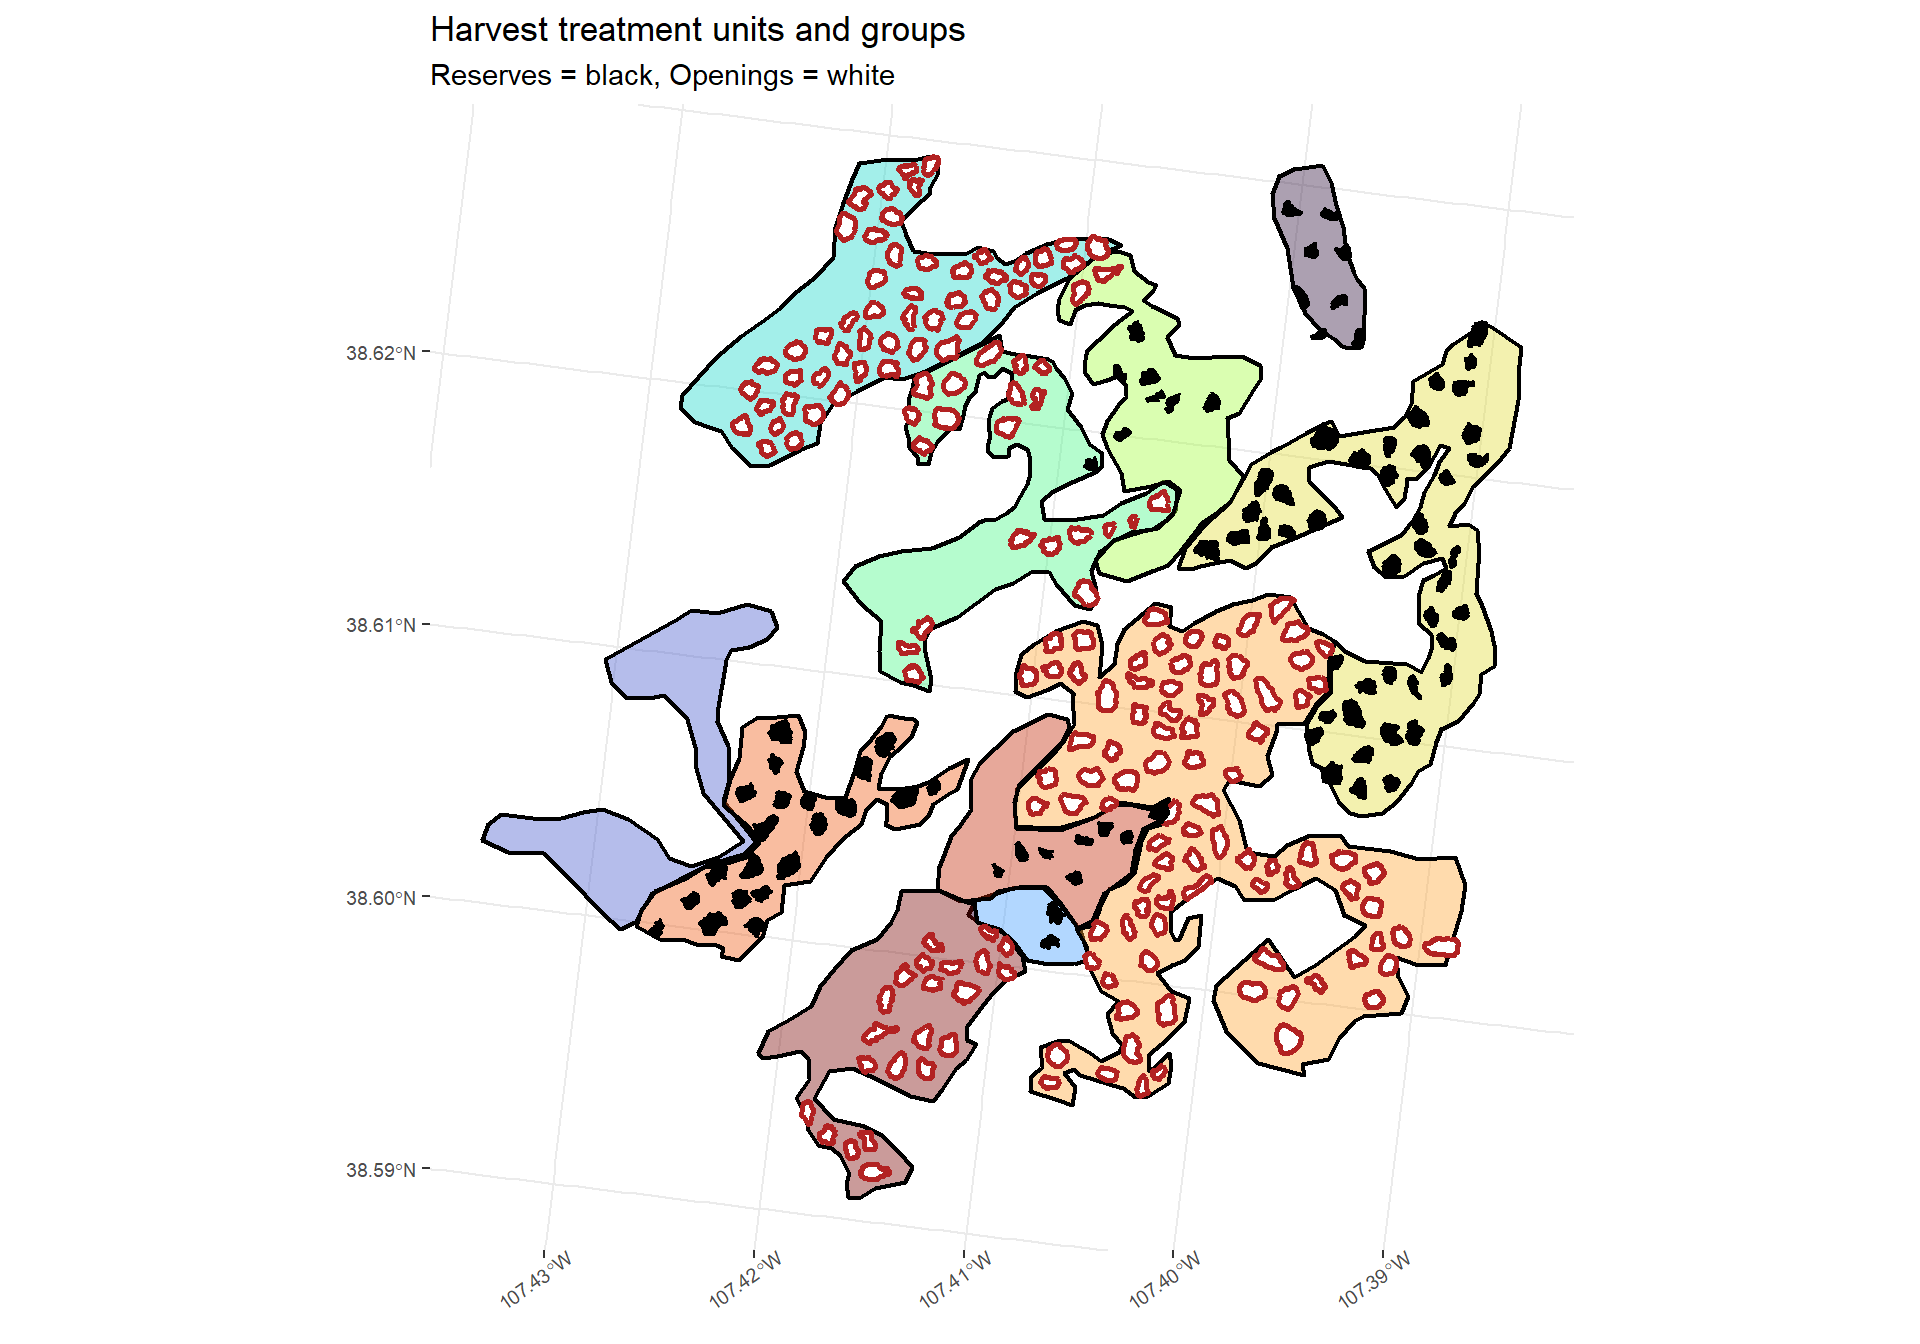 Harvest treatment units and groups
Reserves = black, Openings = white
38.62°N
38.61°N
38.60°N
38.59°N
107.43°W
107.42°W
107.41°W
107.40°W
107.39°W